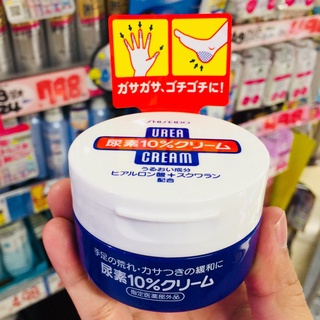 ガサガサ、ゴチゴチに!
SHISEIDO
UREA
尿素10%クリーム
CREAM
うるおい成分
ヒアルロン酸+スクワラン
配合
手足の荒れ・カサつきの緩和に
尿素10%クリーム
指定医薬部外品
798
498